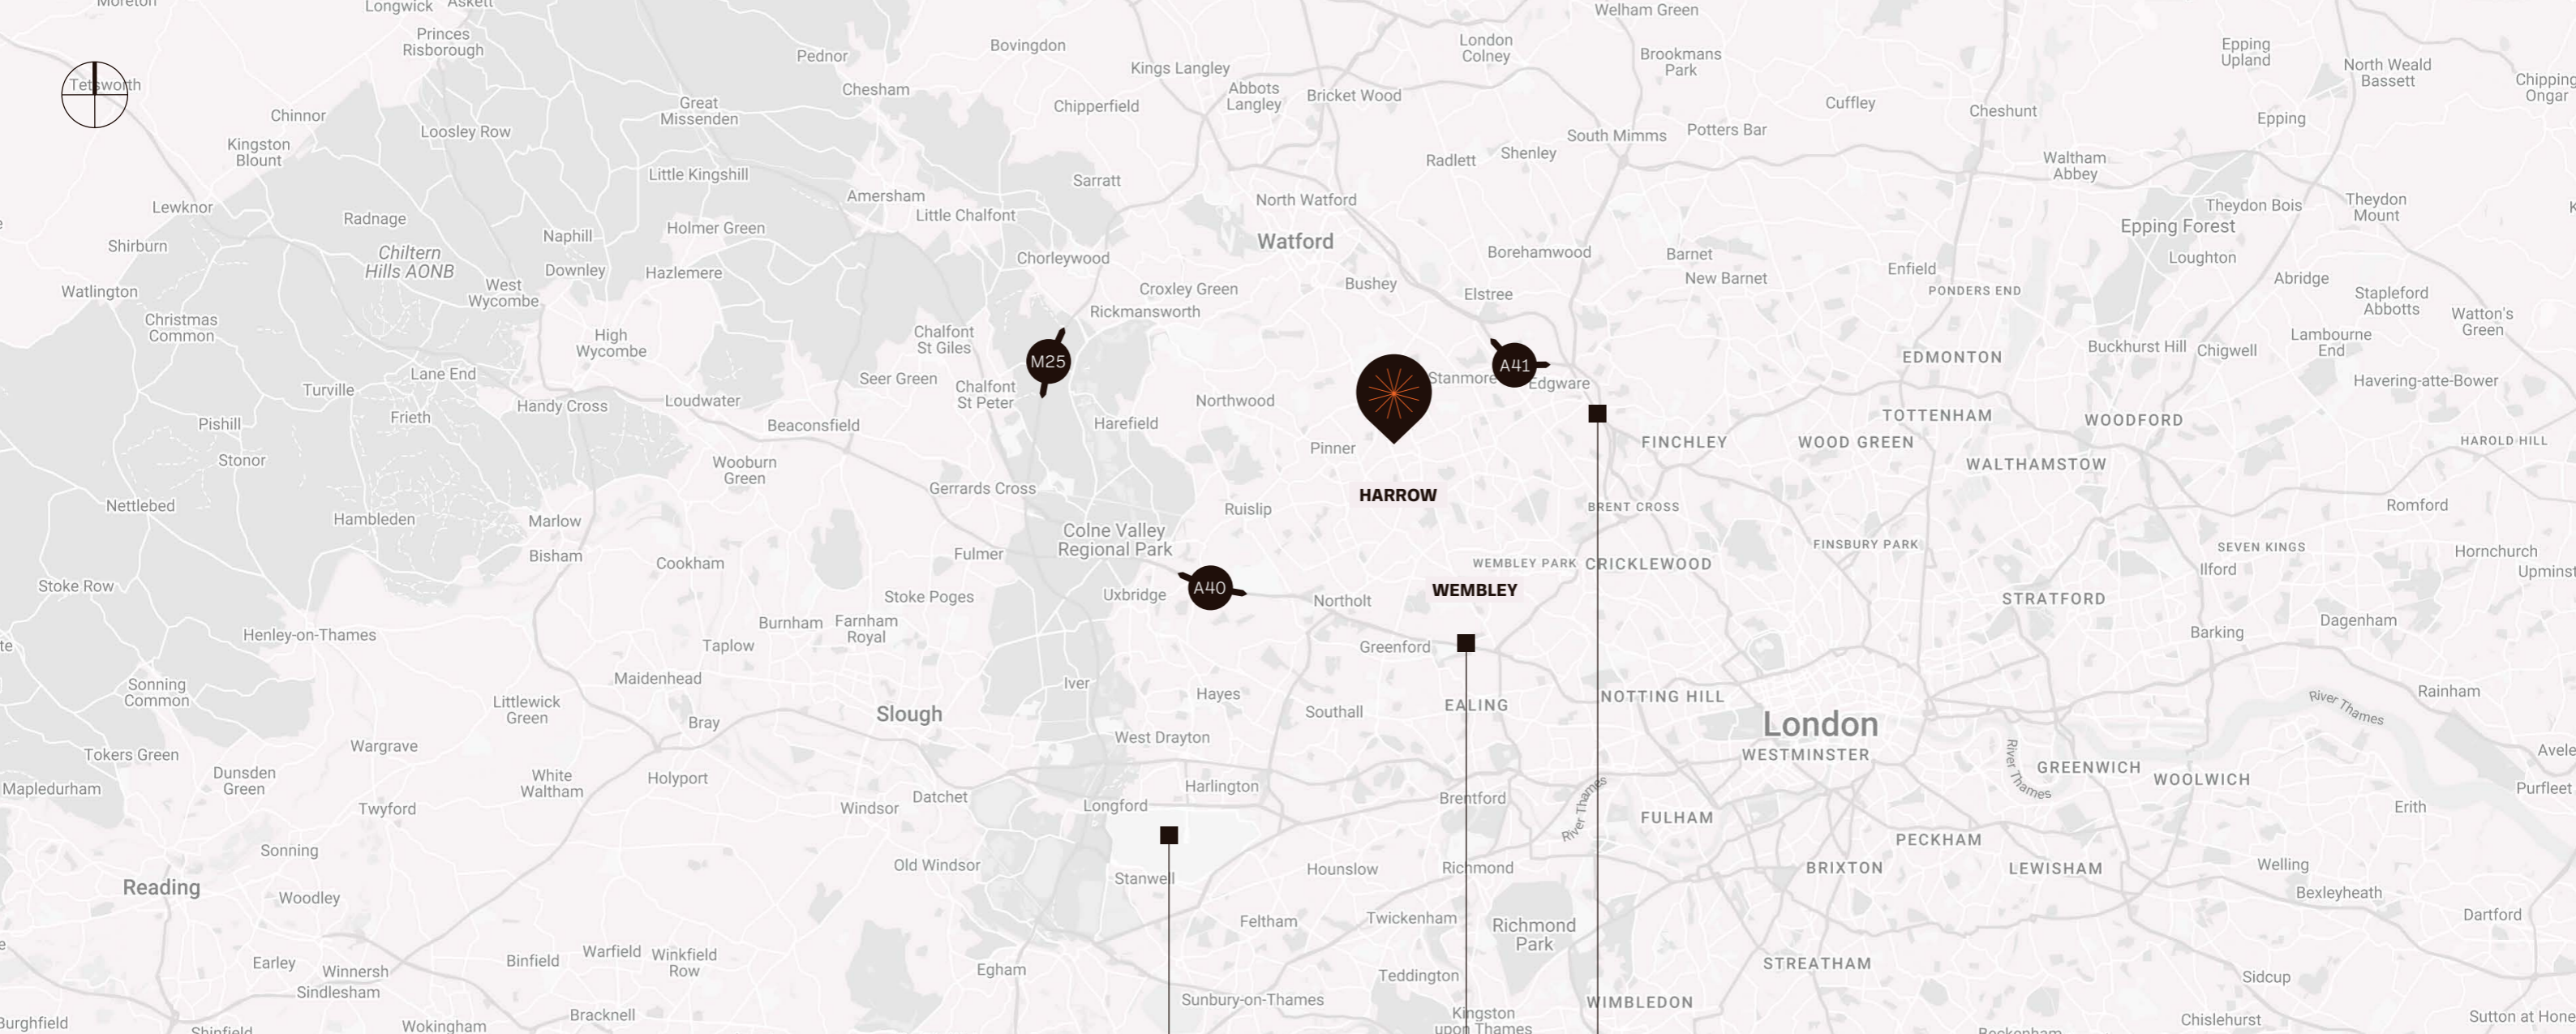 Moreton
Longwick
Askett
Princes
Risborough
Pednor
Bovingdon
Kings Langley
London
Colney
Welham Green
Brookmans
Park
Epping
Upland
North Weald
Bassett
Chipping
Ongar
Tetsworth
Chinnor
Great
Missenden
Chesham
Chipperfield
Abbots
Langley
Bricket Wood
Cuffley
Cheshunt
Epping
Kingston
Blount
Loosley Row
South Mimms
Potters Bar
Radlett
Shenley
Waltham
Abbey
Little Kingshill
Amersham
Sarratt
North Watford
Lewknor
Radnage
Little Chalfont
Theydon Bois
Theydon
Mount
Shirburn
Naphill
Holmer Green
Watford
Epping Forest
Chiltern
Hills AONB
Downley
Hazlemere
Chorleywood
Borehamwood
Barnet
New Barnet
Enfield
Loughton
Abridge
Watlington
West
Wycombe
Croxley Green
Bushey
Elstree
PONDERS END
Stapleford
Abbotts
Christmas
Common
High
Wycombe
Chalfont
St Giles
Rickmansworth
Watton's
Green
Lambourne
End
M25
A41
EDMONTON
Buckhurst Hill
Chigwell
Turville
Lane End
Seer Green
Chalfont
St Peter
Stanmore
Edgware
Havering-atte-Bower
Frieth
Handy Cross
Loudwater
Northwood
Pishill
Beaconsfield
Harefield
TOTTENHAM
WOODFORD
Stonor
Wooburn
Green
Pinner
FINCHLEY
WOOD GREEN
HAROLD HILL
WALTHAMSTOW
Nettlebed
Gerrards Cross
HARROW
Hambleden
Marlow
Ruislip
BRENT CROSS
Romford
Colne Valley
Regional Park
Bisham
Cookham
Fulmer
WEMBLEY PARK
CRICKLEWOOD
FINSBURY PARK
SEVEN KINGS
Hornchurch
Ilford
Upminst
Stoke Row
Stoke Poges
Uxbridge
A40
Northolt
WEMBLEY
STRATFORD
Henley-on-Thames
Burnham
Farnham
Royal
Taplow
Greenford
Barking
Dagenham
Sonning
Common
Maidenhead
Iver
Hayes
NOTTING HILL
Rainham
Littlewick
Green
Bray
Slough
Southall
EALING
London
River Thames
Tokers Green
Wargrave
West Drayton
WESTMINSTER
Avele
Mapledurham
Dunsden
Green
White
Waltham
Holyport
Harlington
GREENWICH
WOOLWICH
River Thames
Purfleet
Twyford
Windsor
Datchet
Longford
Brentford
River Thames
FULHAM
Erith
Sonning
Old Windsor
Stanwell
Hounslow
Richmond
PECKHAM
BRIXTON
LEWISHAM
Welling
Reading
Woodley
Bexleyheath
Feltham
Twickenham
Richmond
Park
Dartford
Earley
Winnersh
Binfield
Warfield
Winkfield
Row
Egham
Teddington
STREATHAM
Sidcup
Sindlesham
Sunbury-on-Thames
WIMBLEDON
Burghfield
Shinfield
Wokingham
Bracknell
Kingston
upon Thames
Beckenham
Chislehurst
Sutton at Hone